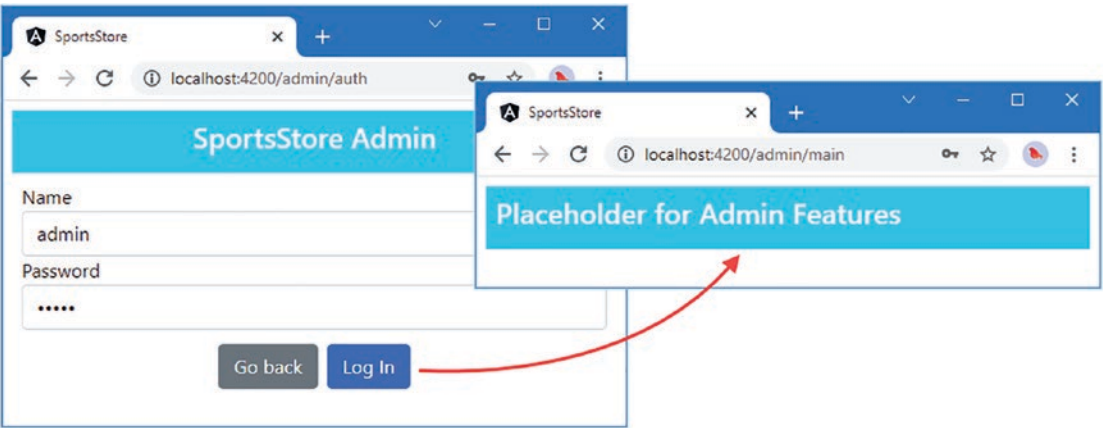 SportsStore
localhost:4200/admin/auth
SportsStore Admin
Name
admin
Password
•••••
Go back
Log In
SportsStore
localhost:4200/admin/main
Placeholder for Admin Features